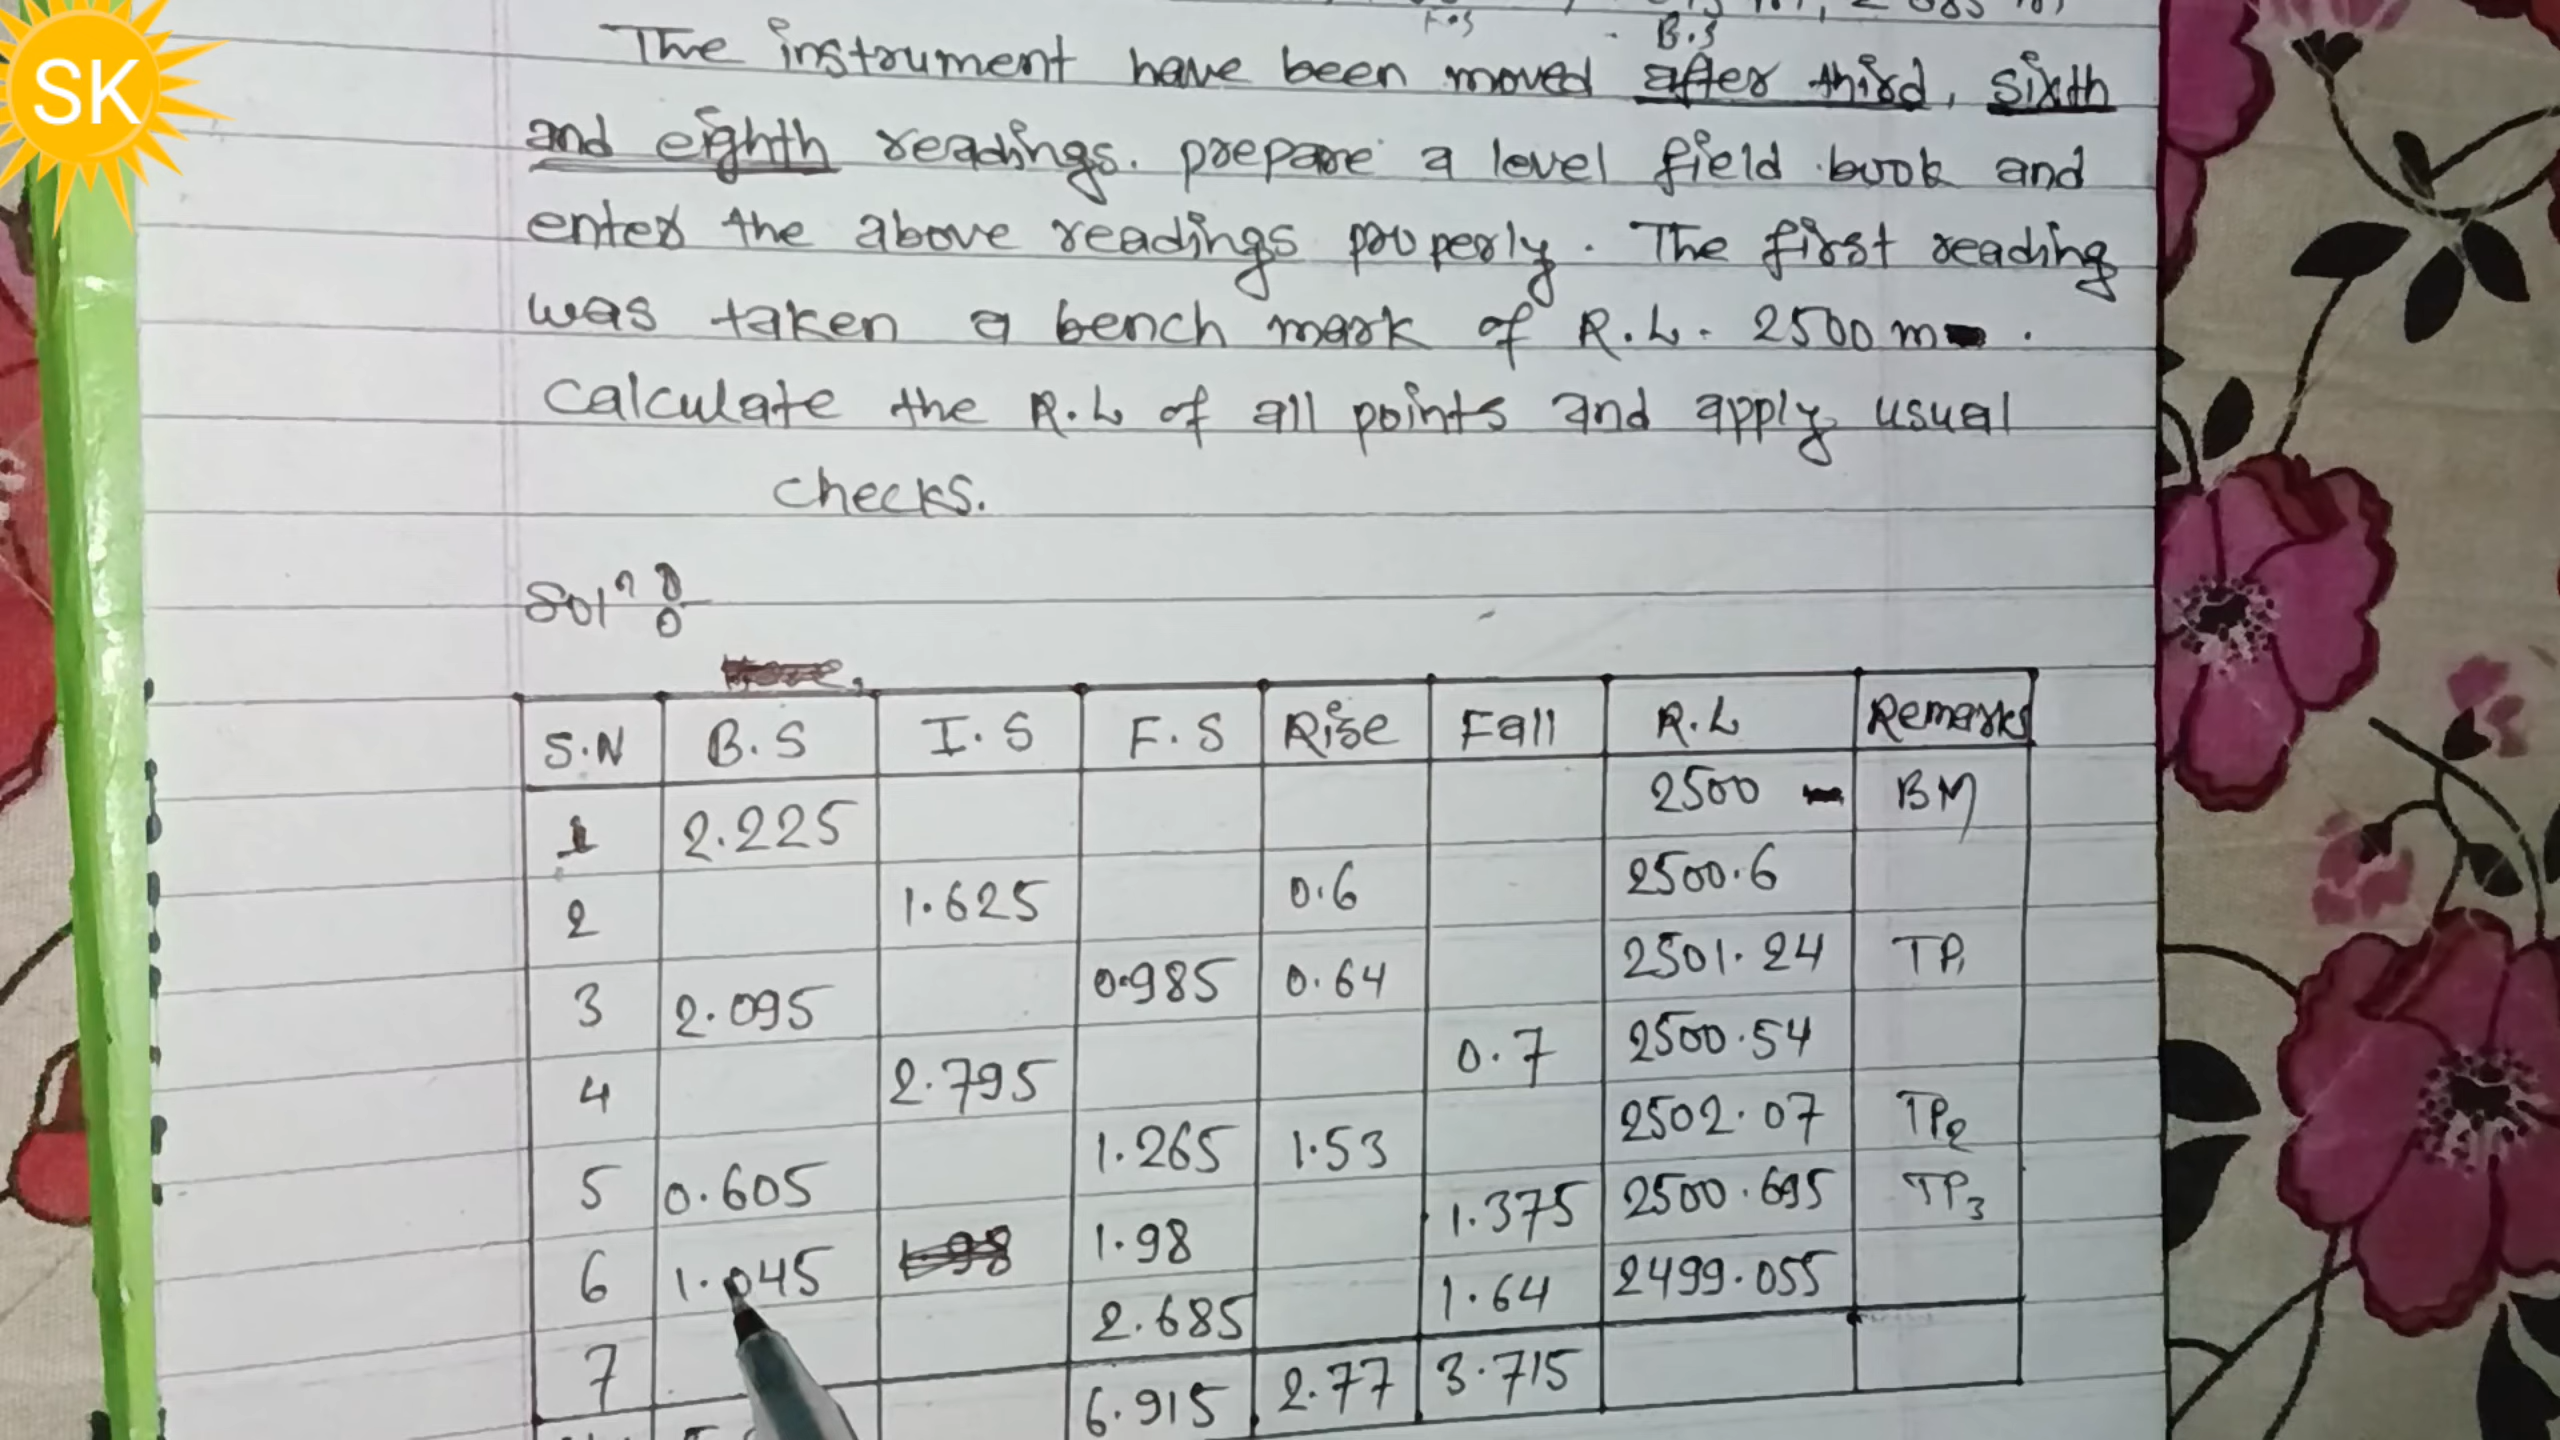 SK
F.S
B.S
The instrument have been moved after third, sixth
and eighth readings. prepare a level field book and
enter the above readings properly. The first reading
was taken a bench mark of R.L. 2500 m .
Calculate the R.L of all points and apply usual
checks.
Solⁿ :
S.N B.S I.S F.S Rise Fall R.L Remarks
1 2.225 2500 BM
2 1.625 0.6 2500.6
3 2.095 0.985 0.64 2501.24 TP₁
4 2.795 0.7 2500.54
5 0.605 1.265 1.53 2502.07 TP₂
6 1.045 1.98 1.98 1.375 2500.695 TP₃
7 2.685 1.64 2499.055
6.915 2.77 3.715